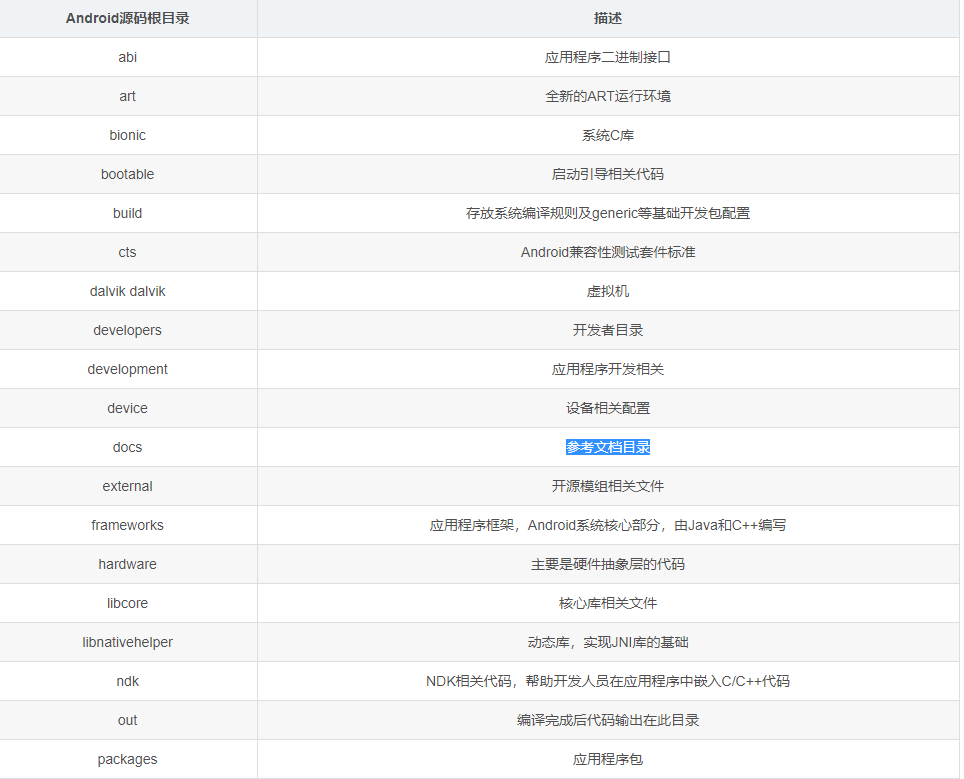 Android源码根目录 描述
abi 应用程序二进制接口
art 全新的ART运行环境
bionic 系统C库
bootable 启动引导相关代码
build 存放系统编译规则及generic等基础开发包配置
cts Android兼容性测试套件标准
dalvik dalvik 虚拟机
developers 开发者目录
development 应用程序开发相关
device 设备相关配置
docs 参考文档目录
external 开源模组相关文件
frameworks 应用程序框架，Android系统核心部分，由Java和C++编写
hardware 主要是硬件抽象层的代码
libcore 核心库相关文件
libnativehelper 动态库，实现JNI库的基础
ndk NDK相关代码，帮助开发人员在应用程序中嵌入C/C++代码
out 编译完成后代码输出在此目录
packages 应用程序包